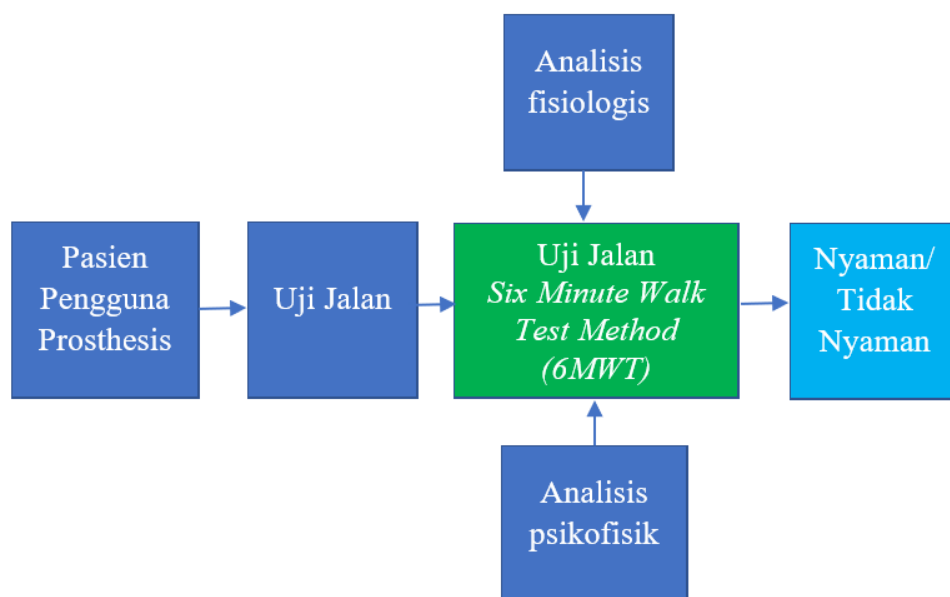 Analisis
fisiologis
Pasien
Pengguna
Prosthesis
Uji Jalan
Uji Jalan
Six Minute Walk
Test Method
(6MWT)
Nyaman/
Tidak
Nyaman
Analisis
psikofisik